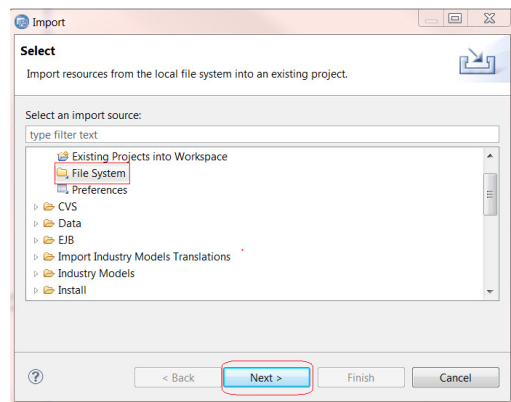 Import
Select
Import resources from the local file system into an existing project.
Select an import source:
type filter text
Existing Projects into Workspace
File System
Preferences
CVS
Data
EJB
Import Industry Models Translations
Industry Models
Install
< Back Next > Finish Cancel